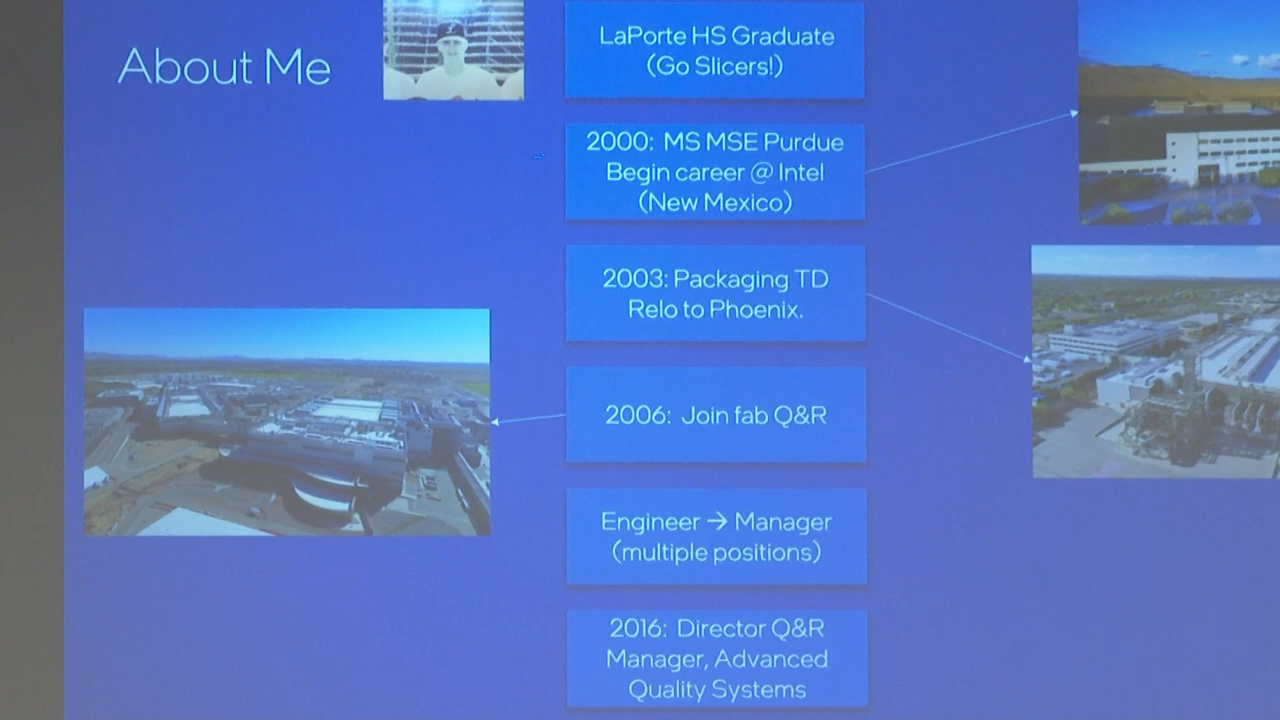 About Me
LaPorte HS Graduate
(Go Slicers!)
2000: MS MSE Purdue
Begin career @ Intel
(New Mexico)
2003: Packaging TD
Relo to Phoenix.
2006: Join fab Q&R
Engineer → Manager
(multiple positions)
2016: Director Q&R
Manager, Advanced
Quality Systems